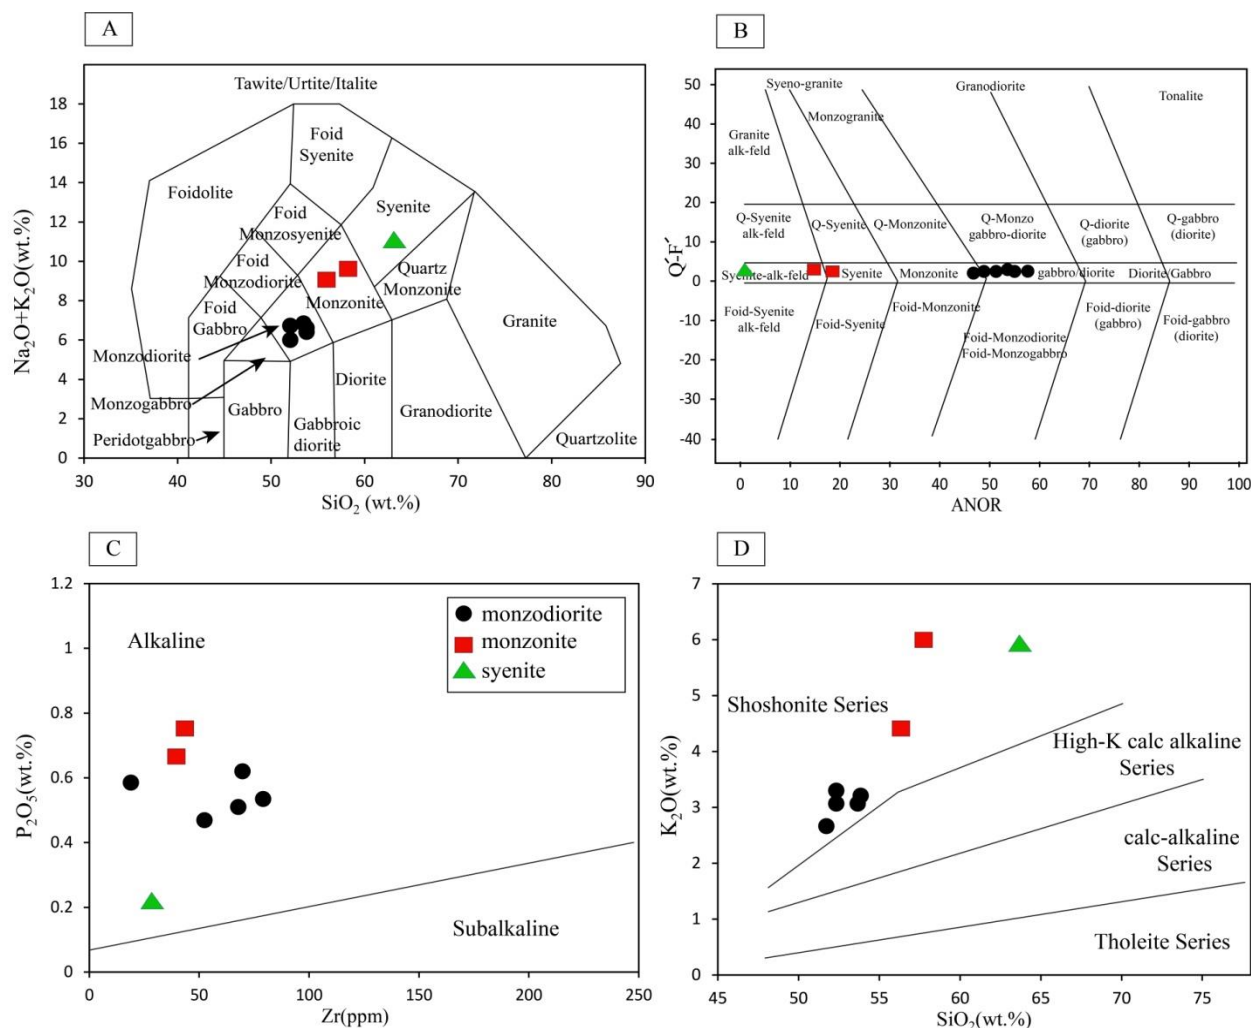 A
Na2O+K2O(wt.%)
18
16
14
12
10
8
6
4
2
0
30
40
50
60
70
80
90
SiO2 (wt.%)
Tawite/Urtite/Italite
Foid
Syenite
Foidolite
Syenite
Foid
Monzosyenite
Foid
Monzodiorite
Quartz
Monzonite
Foid
Gabbro
Monzonite
Granite
Monzodiorite
Monzogabbro
Peridotgabbro
Gabbro
Gabbroic
diorite
Diorite
Granodiorite
Quartzolite
B
Q´-F´
50
40
30
20
10
0
-10
-20
-30
-40
0
10
20
30
40
50
60
70
80
90
100
ANOR
Syeno-granite
Granodiorite
Tonalite
Monzogranite
Granite
alk-feld
Q-Syenite
alk-feld
Q-Syenite
Q-Monzonite
Q-Monzo
gabbro-diorite
Q-diorite
(gabbro)
Q-gabbro
(diorite)
Syenite-alk-feld
Syenite
Monzonite
gabbro/diorite
Diorite/Gabbro
Foid-Syenite
alk-feld
Foid-Syenite
Foid-Monzonite
Foid-Monzodiorite
Foid-Monzogabbro
Foid-diorite
(gabbro)
Foid-gabbro
(diorite)
C
P2O5(wt.%)
1.2
1
0.8
0.6
0.4
0.2
0
0
50
100
150
200
250
Zr(ppm)
Alkaline
Subalkaline
monzodiorite
monzonite
syenite
D
K2O(wt.%)
7
6
5
4
3
2
1
0
45
50
55
60
65
70
75
SiO2(wt.%)
Shoshonite Series
High-K calc alkaline
Series
calc-alkaline
Series
Tholeite Series